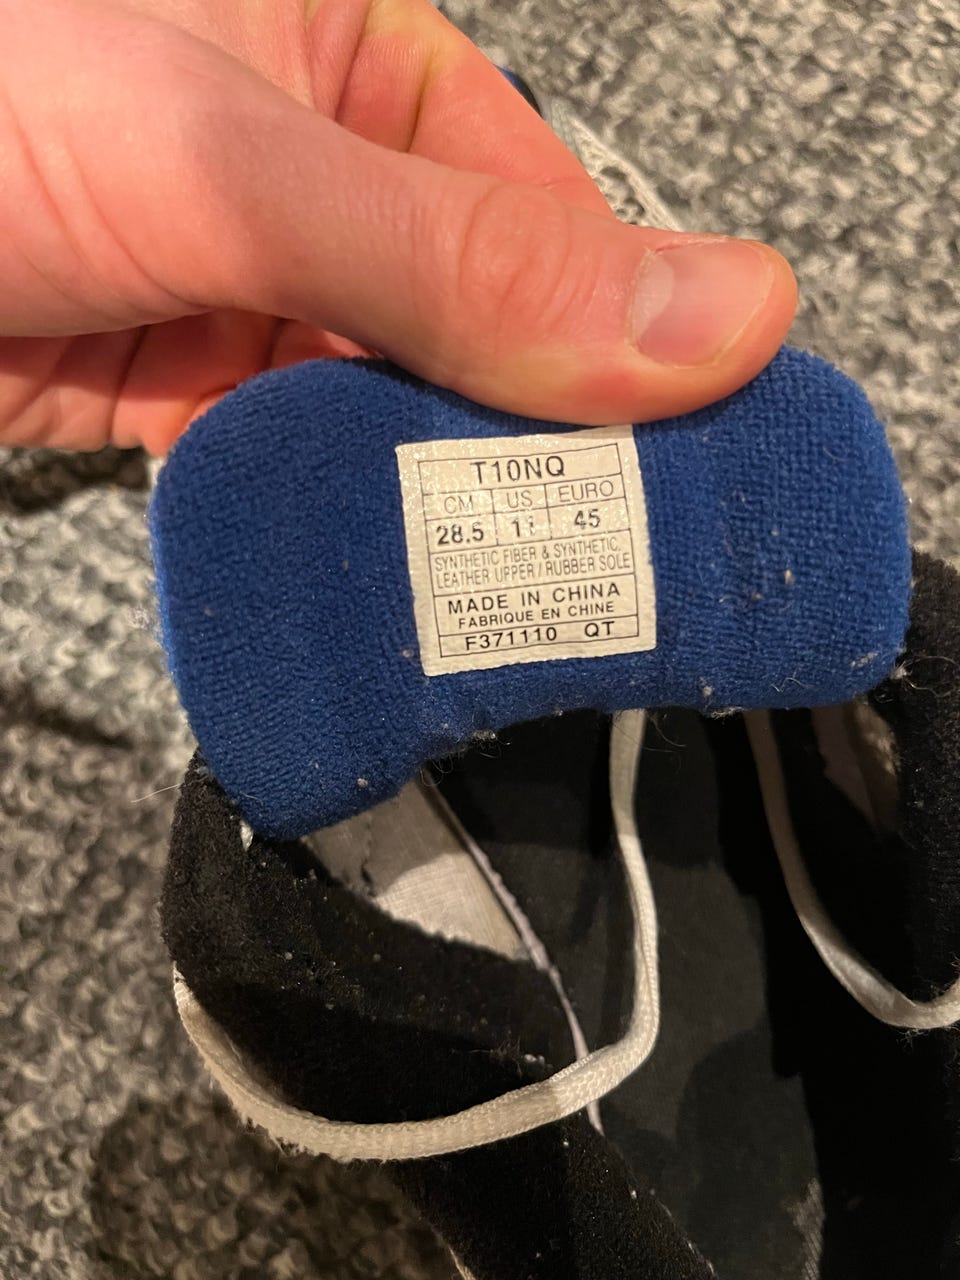 T10NQ
CM US EURO
28.5 11 45
SYNTHETIC FIBER & SYNTHETIC
LEATHER UPPER / RUBBER SOLE
MADE IN CHINA
FABRIQUE EN CHINE
F371110 QT